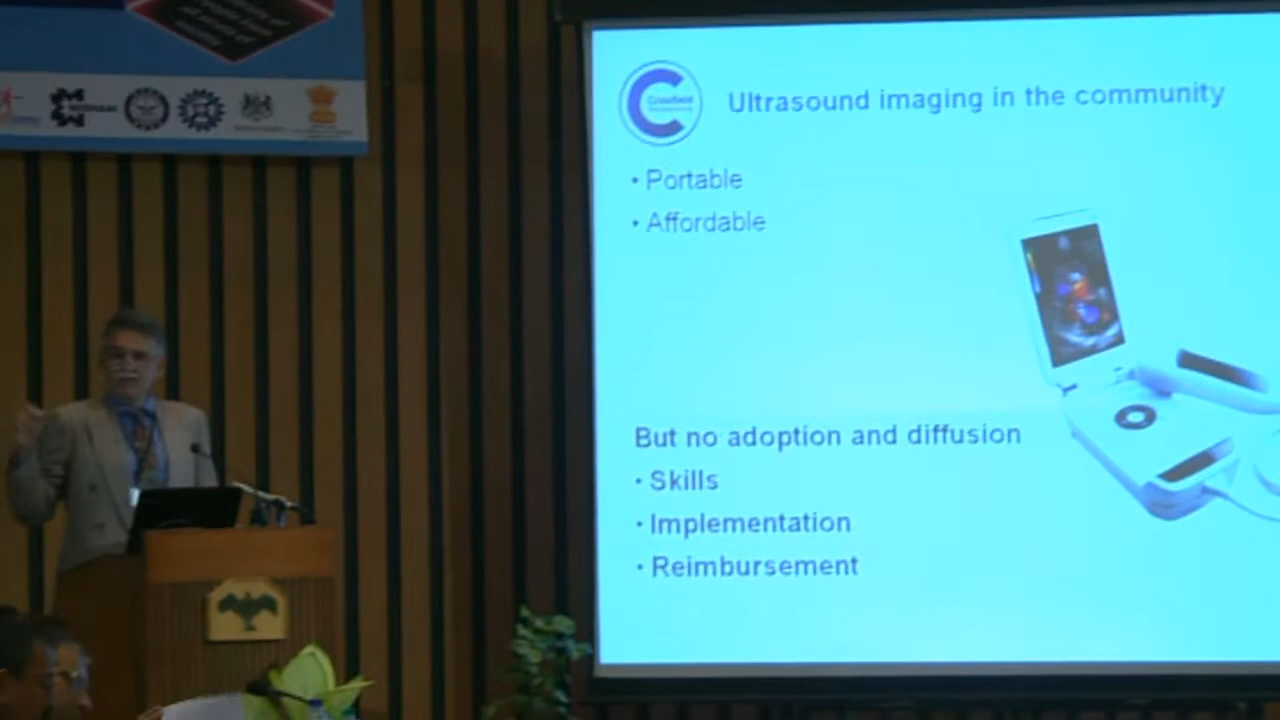 Ultrasound imaging in the community
• Portable
• Affordable
But no adoption and diffusion
• Skills
• Implementation
• Reimbursement